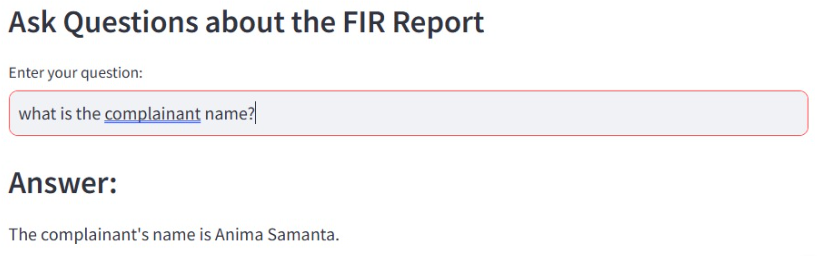 Ask Questions about the FIR Report
Enter your question:
what is the complainant name?
Answer:
The complainant's name is Anima Samanta.